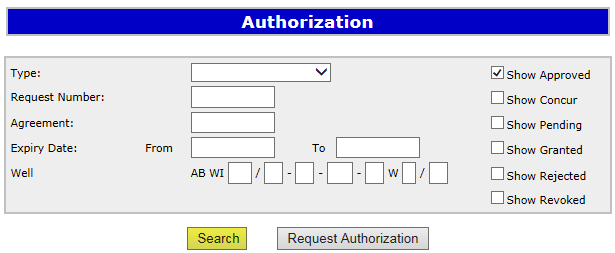 Authorization
Type: Show Approved
Request Number: Show Concur
Agreement: Show Pending
Expiry Date: From To Show Granted
Well AB WI / - - - W / Show Rejected
Show Revoked
Search Request Authorization